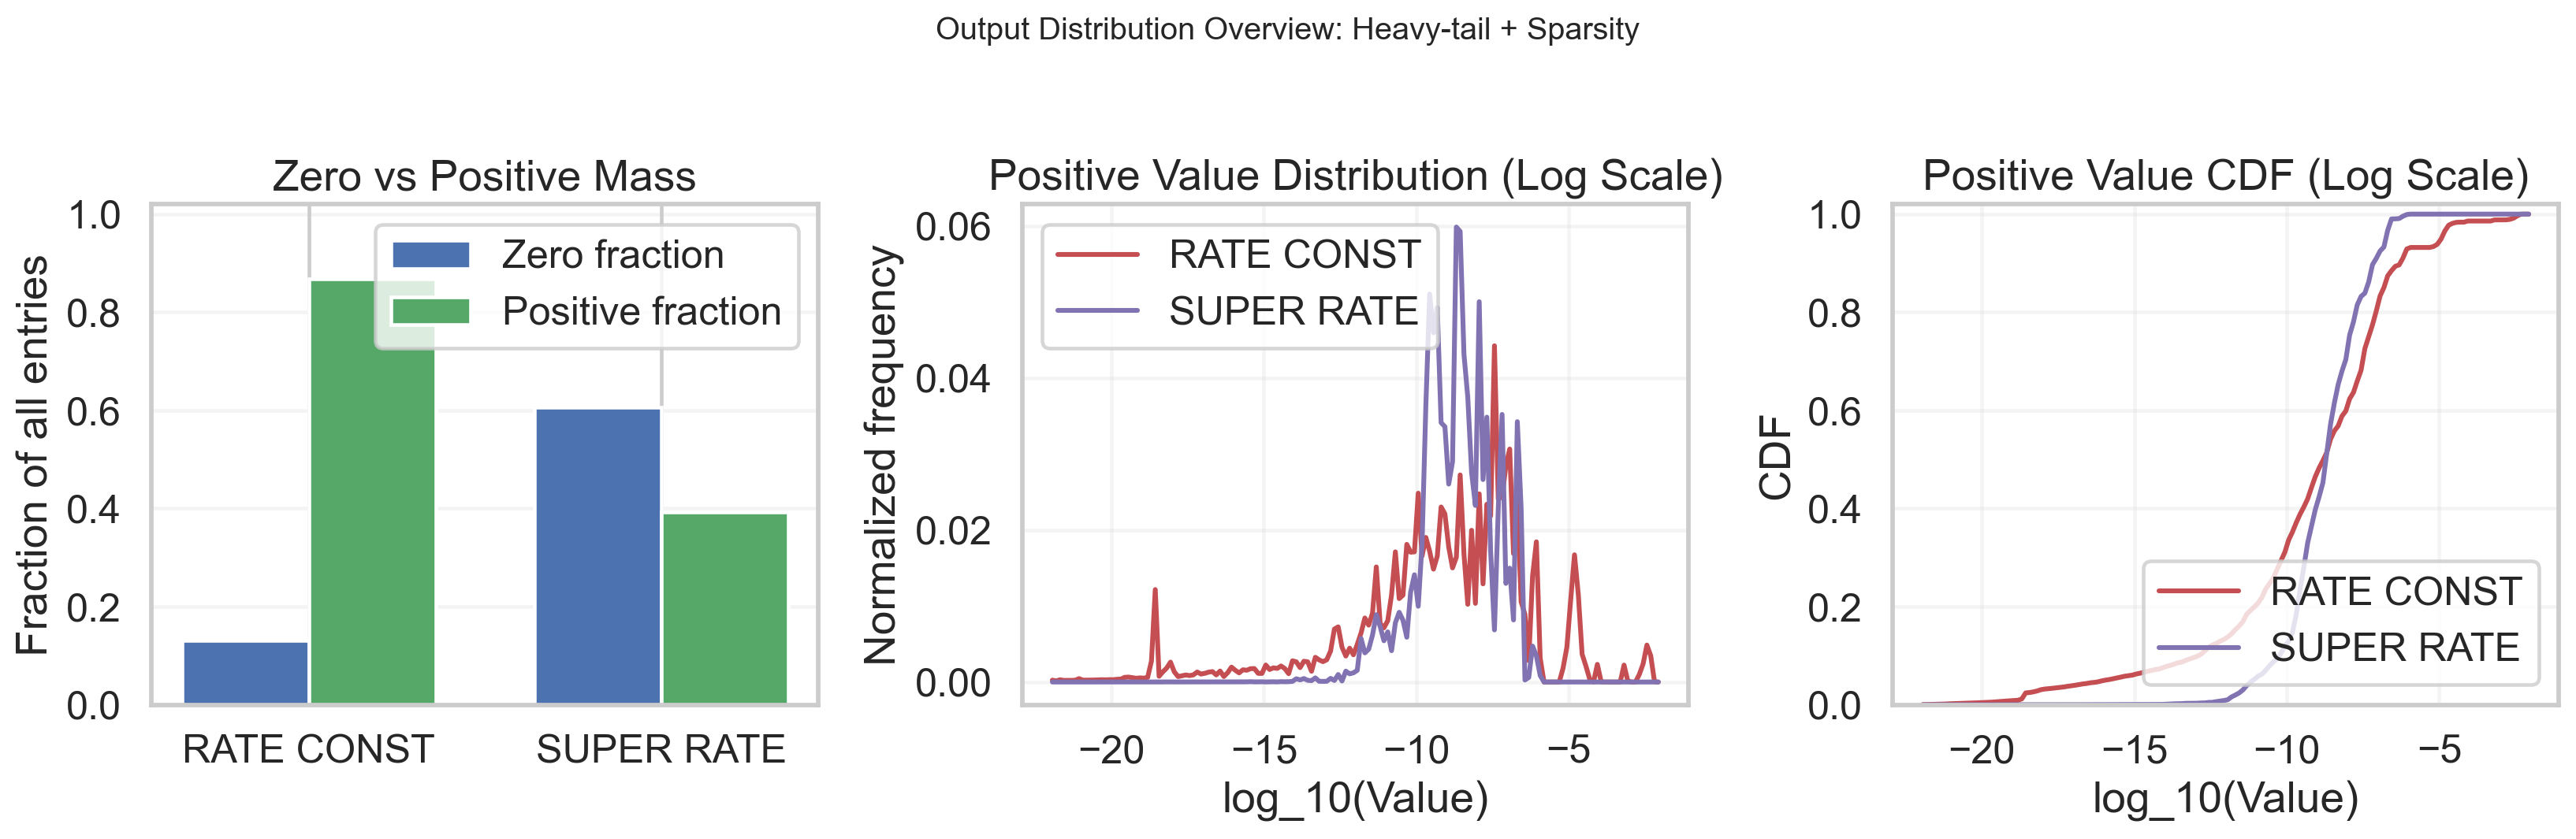 Output Distribution Overview: Heavy-tail + Sparsity
Zero vs Positive Mass
Fraction of all entries
1.0
0.8
0.6
0.4
0.2
0.0
Zero fraction
Positive fraction
RATE CONST
SUPER RATE
Positive Value Distribution (Log Scale)
Normalized frequency
0.06
0.04
0.02
0.00
RATE CONST
SUPER RATE
−20
−15
−10
−5
log_10(Value)
Positive Value CDF (Log Scale)
CDF
1.0
0.8
0.6
0.4
0.2
0.0
RATE CONST
SUPER RATE
−20
−15
−10
−5
log_10(Value)